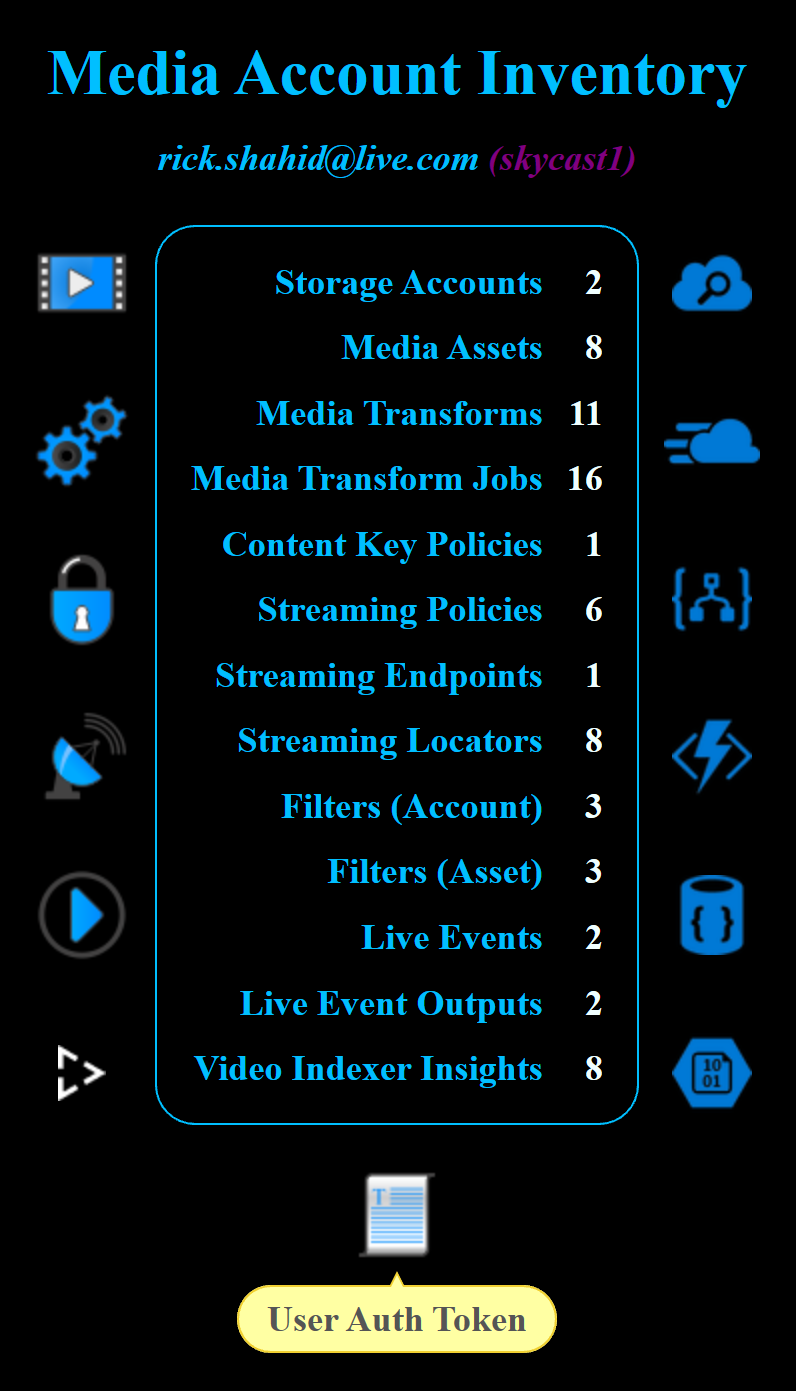 Media Account Inventory
rick.shahid@live.com (skycast1)
Storage Accounts 2
Media Assets 8
Media Transforms 11
Media Transform Jobs 16
Content Key Policies 1
Streaming Policies 6
Streaming Endpoints 1
Streaming Locators 8
Filters (Account) 3
Filters (Asset) 3
Live Events 2
Live Event Outputs 2
Video Indexer Insights 8
10
01
T
User Auth Token